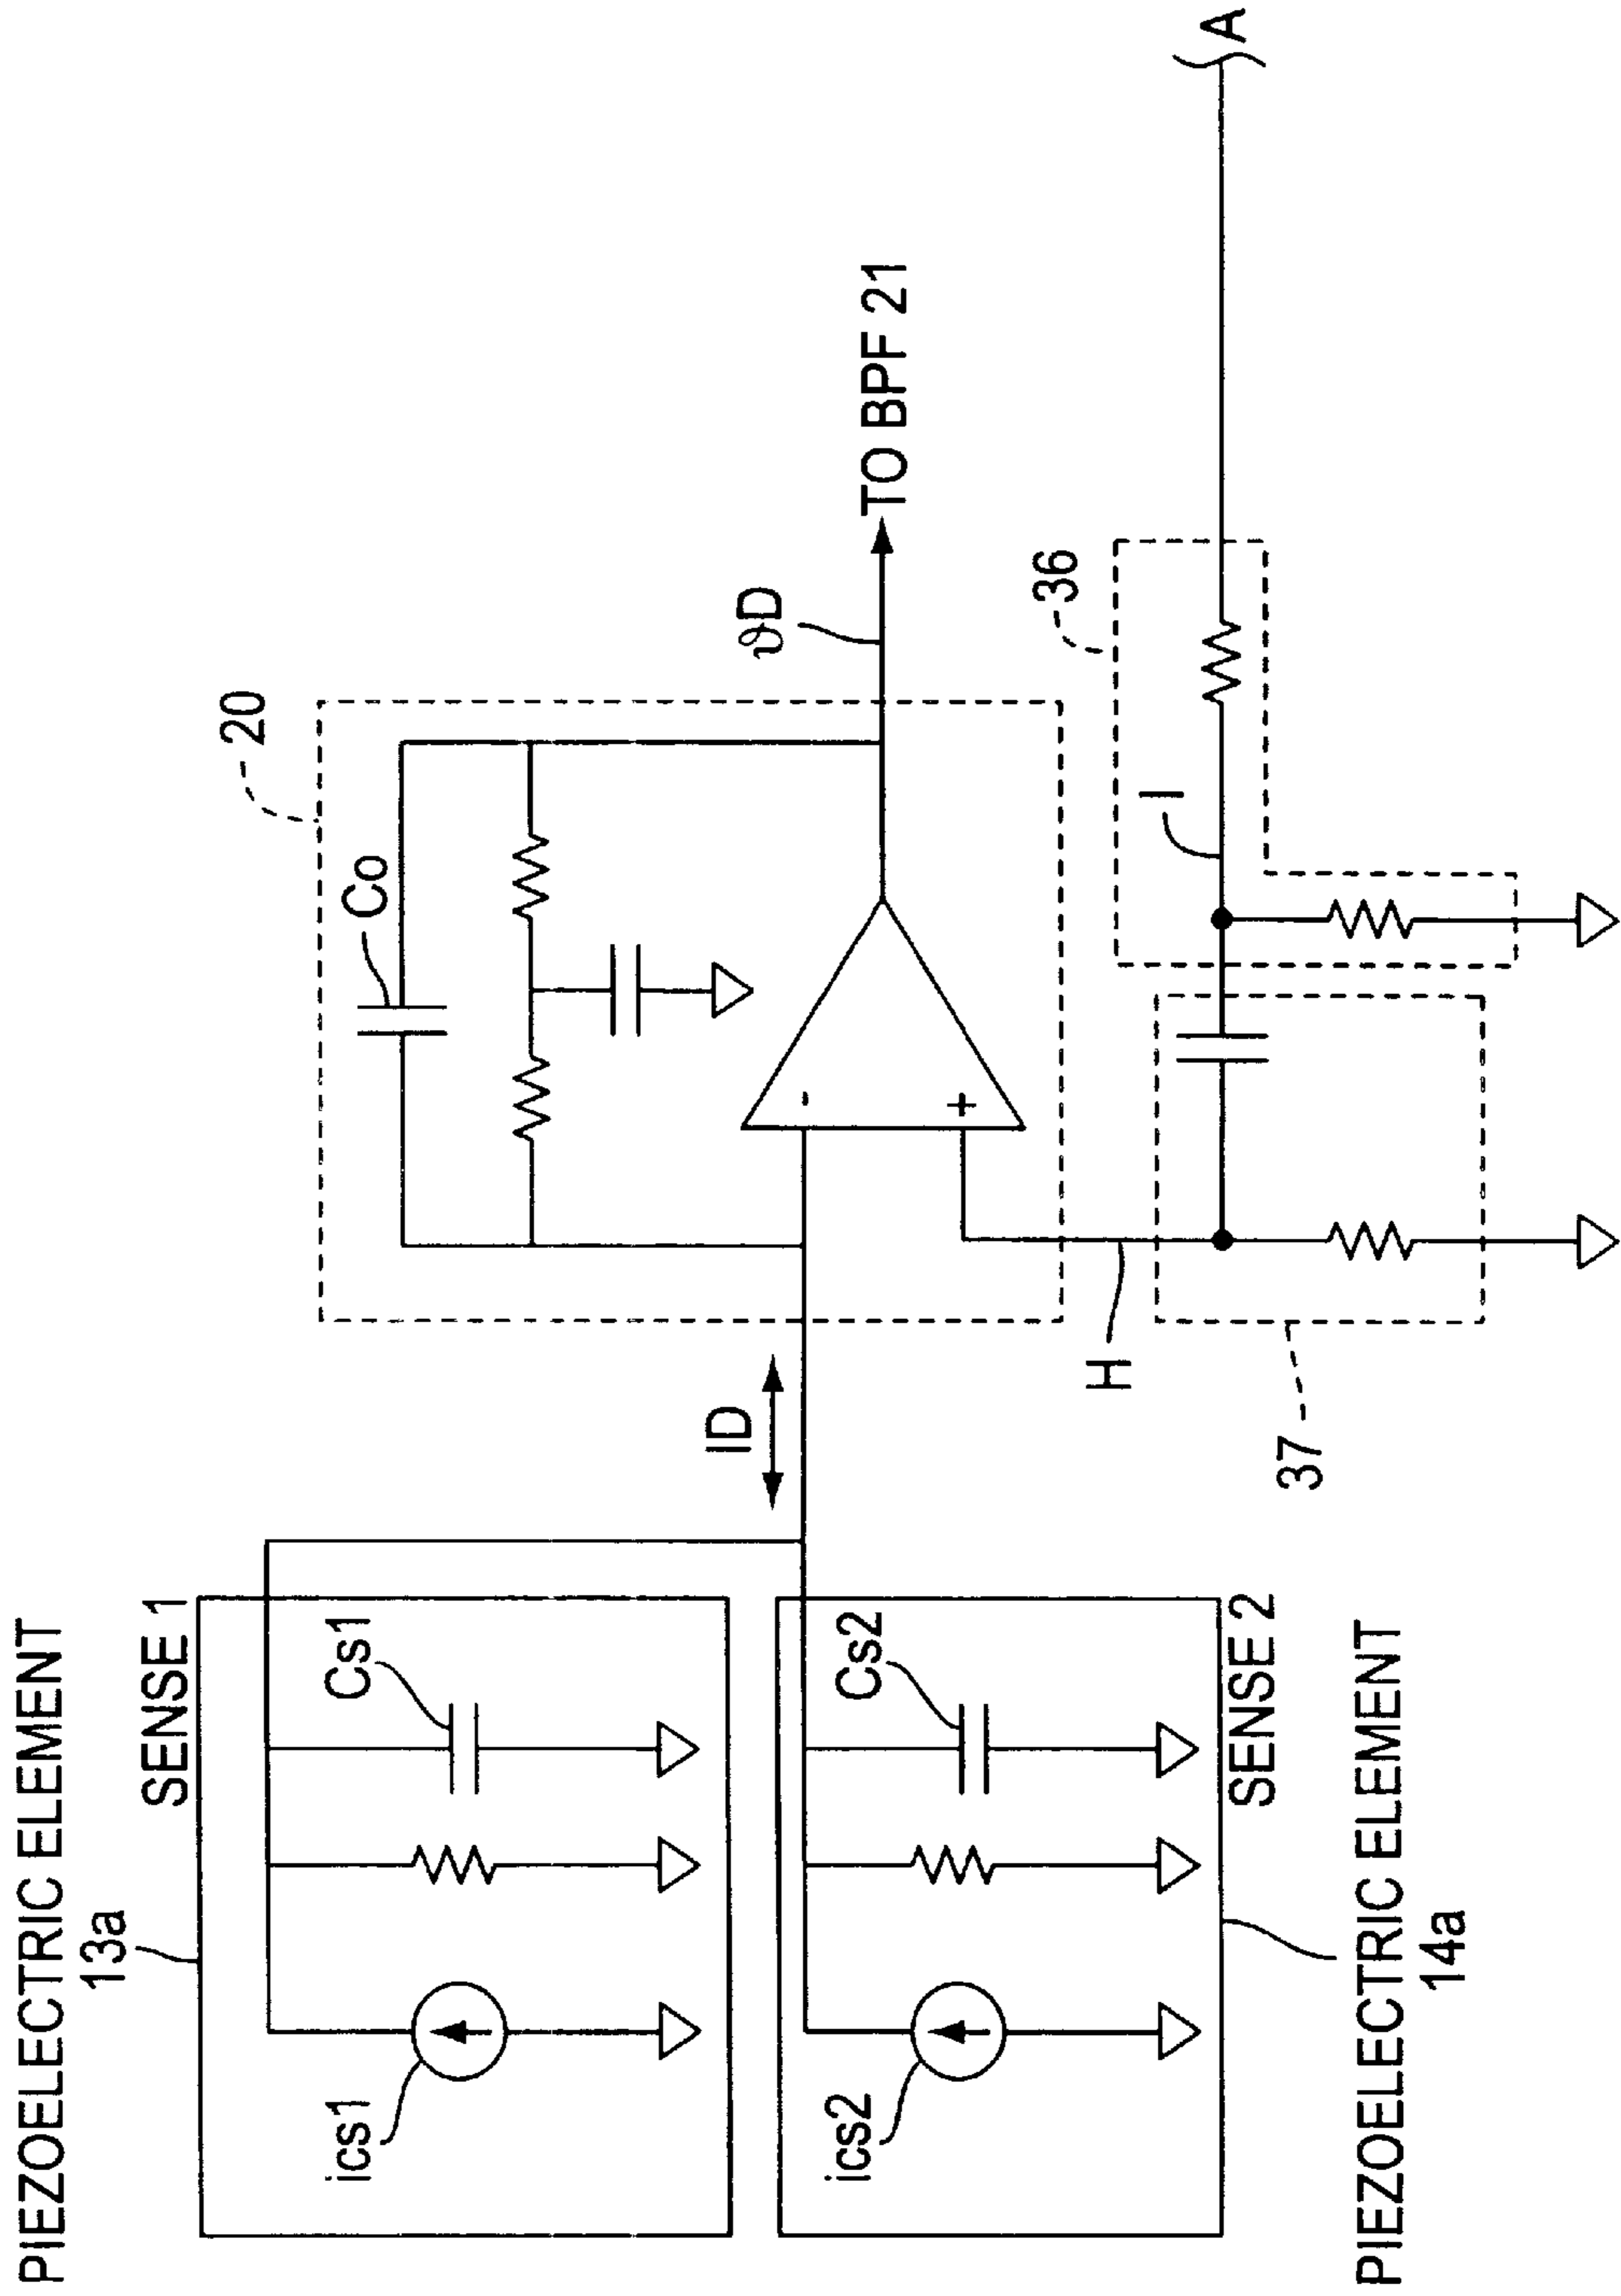 PIEZOELECTRIC ELEMENT
13a
SENSE 1
ics1
Cs1
ics2
Cs2
SENSE 2
PIEZOELECTRIC ELEMENT
14a
ID
20
Co
-
+
ϑD
TO BPF 21
H
37
I
36
A